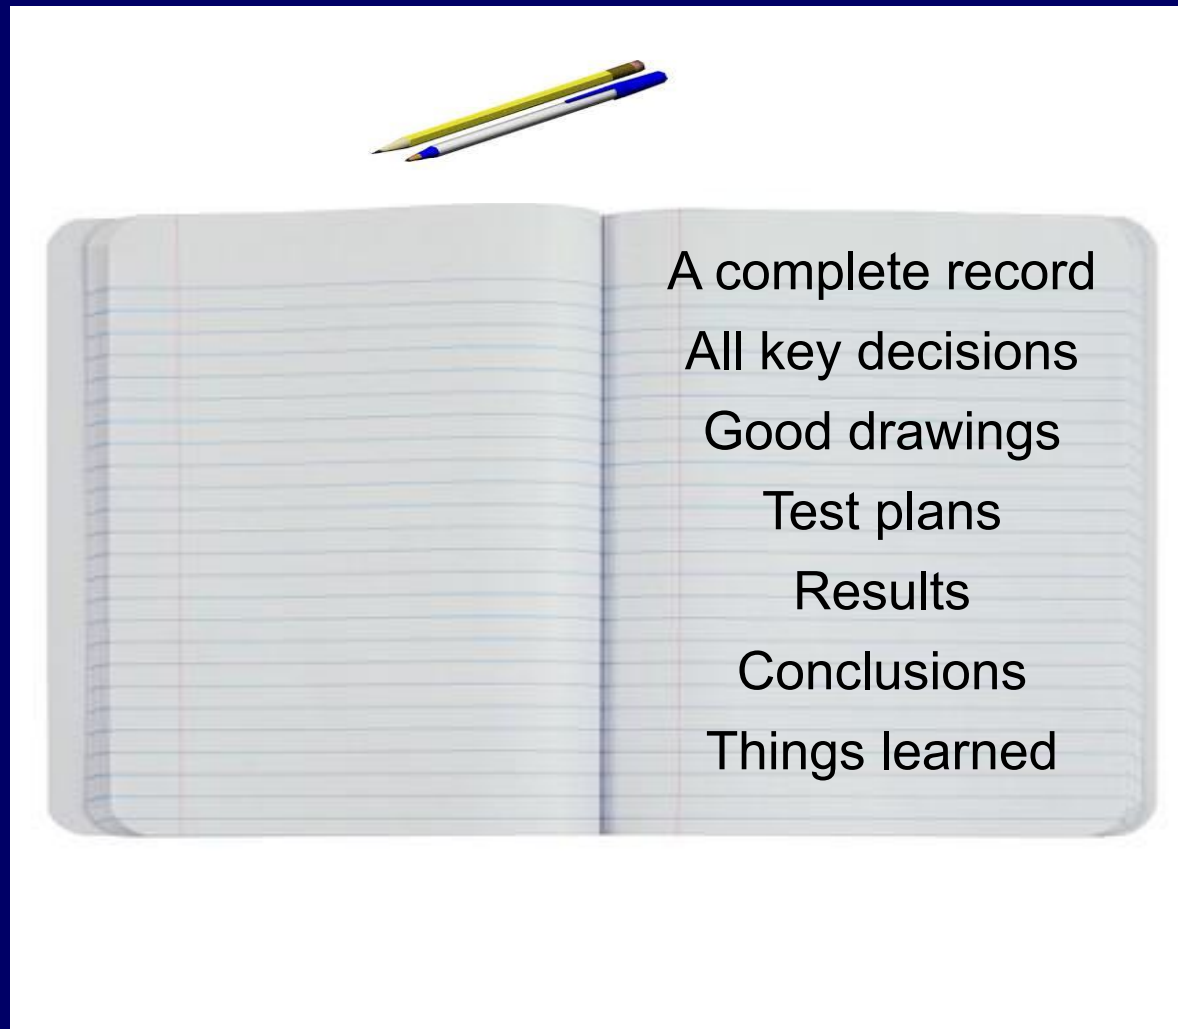 A complete record
All key decisions
Good drawings
Test plans
Results
Conclusions
Things learned